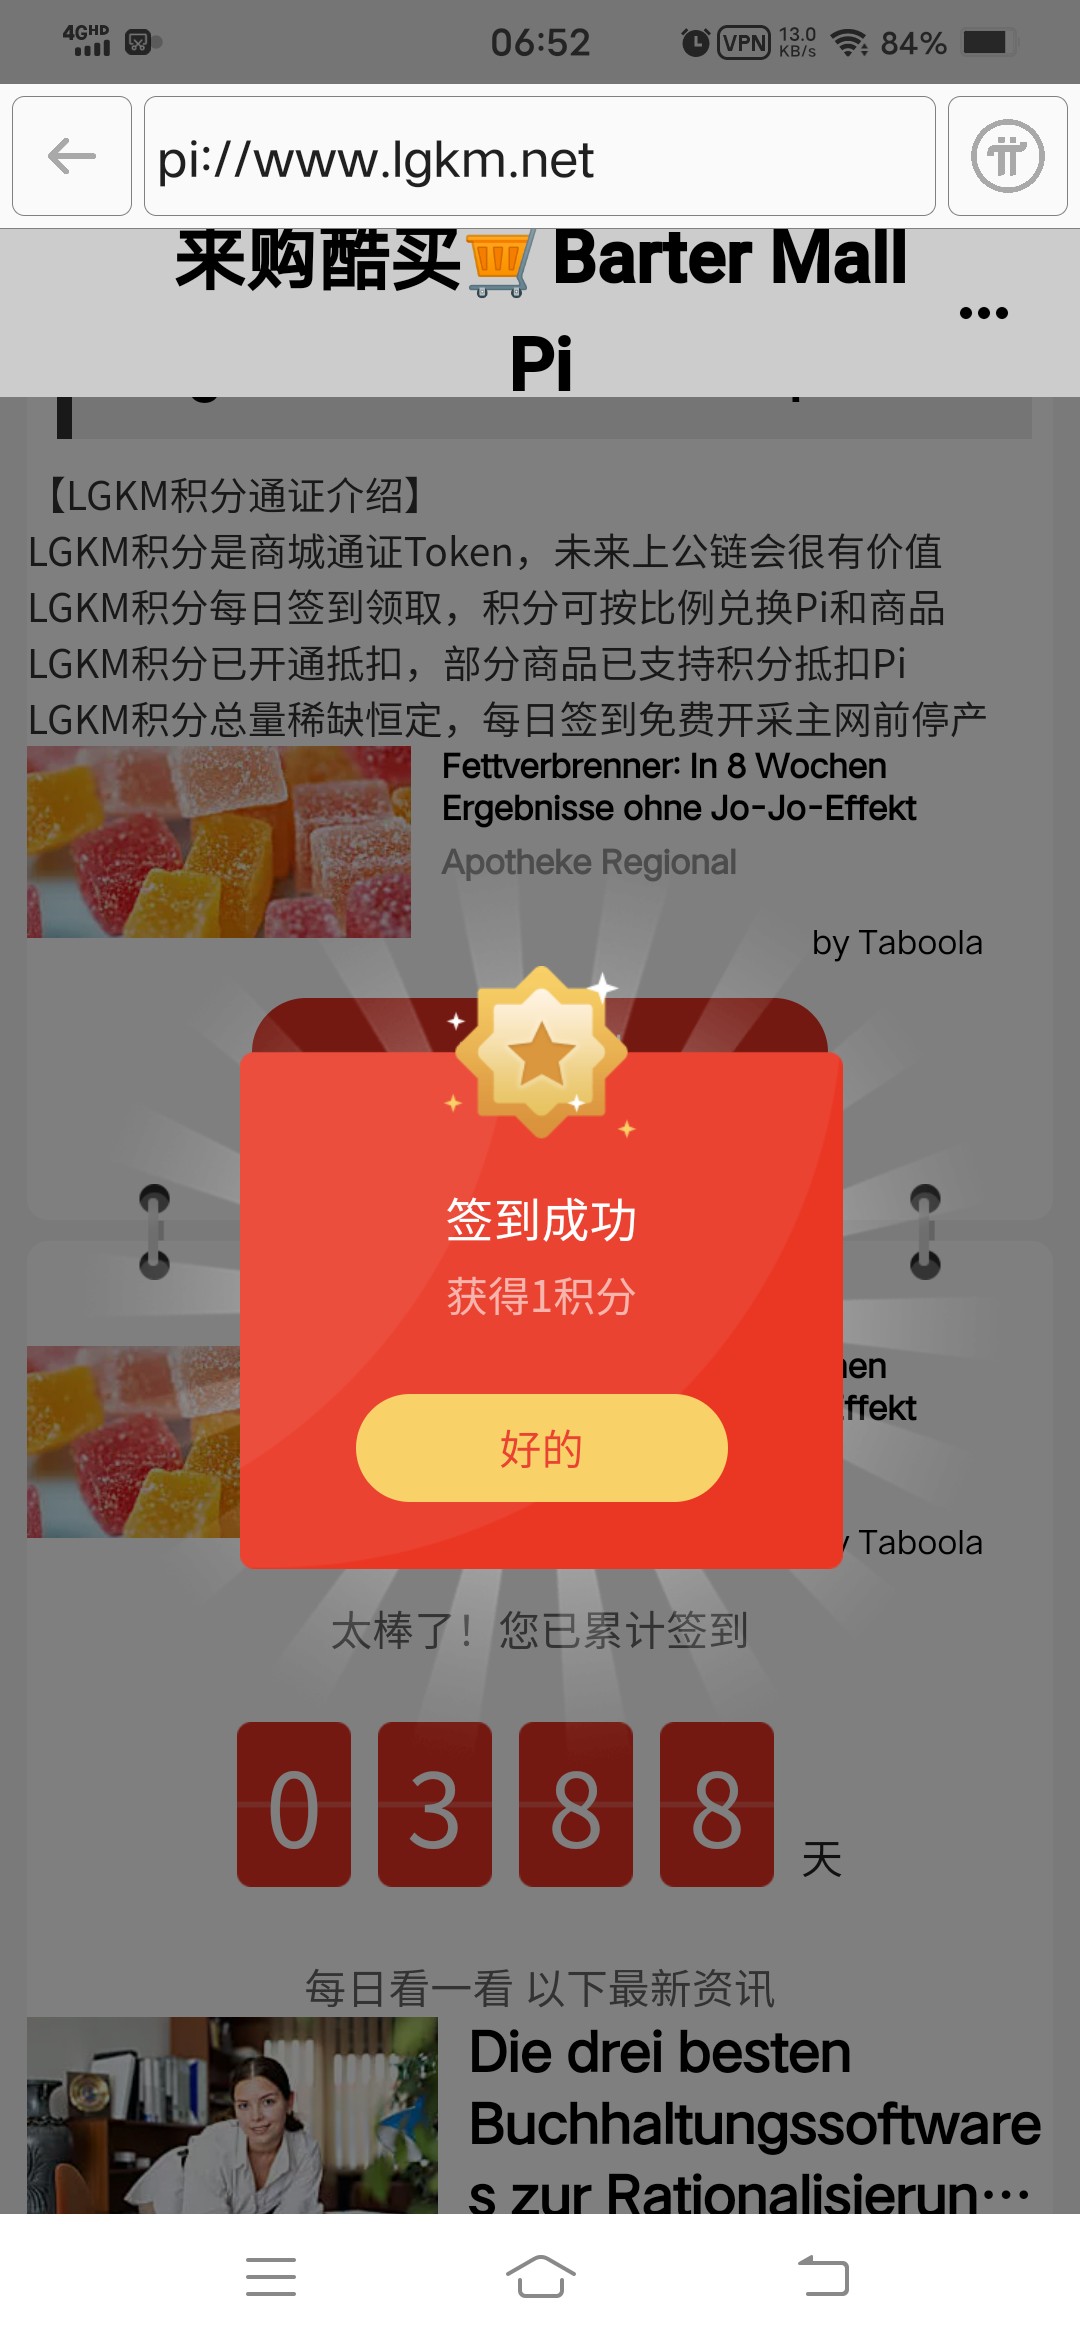 4GHD
06:52
VPN
13.0
KB/s
84%
pi://www.lgkm.net
来购酷买🛒Barter Mall
Pi
【LGKM积分通证介绍】
LGKM积分是商城通证Token，未来上公链会很有价值
LGKM积分每日签到领取，积分可按比例兑换Pi和商品
LGKM积分已开通抵扣，部分商品已支持积分抵扣Pi
LGKM积分总量稀缺恒定，每日签到免费开采主网前停产
Fettverbrenner: In 8 Wochen
Ergebnisse ohne Jo-Jo-Effekt
Apotheke Regional
by Taboola
签到成功
获得1积分
好的
Taboola
太棒了！您已累计签到
0 3 8 8 天
每日看一看 以下最新资讯
Die drei besten
Buchhaltungssoftware
s zur Rationalisierun…